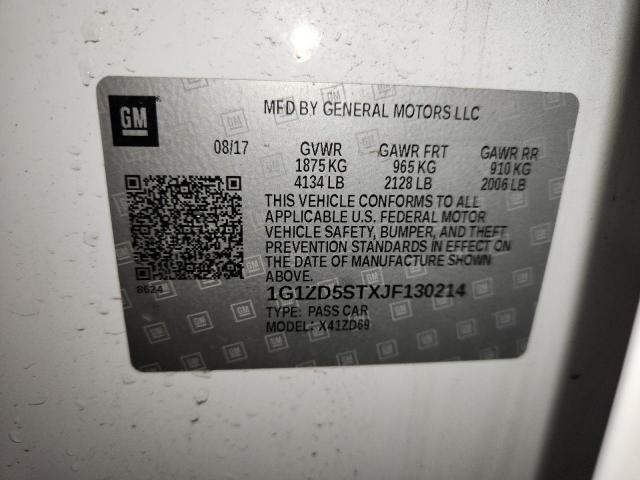 GM
MFD BY GENERAL MOTORS LLC
08/17 GVWR GAWR FRT GAWR RR
1875 KG 965 KG 910 KG
4134 LB 2128 LB 2006 LB
THIS VEHICLE CONFORMS TO ALL
APPLICABLE U.S. FEDERAL MOTOR
VEHICLE SAFETY, BUMPER, AND THEFT
PREVENTION STANDARDS IN EFFECT ON
THE DATE OF MANUFACTURE SHOWN
ABOVE.
8624
1G1ZD5STXJF130214
TYPE: PASS CAR
MODEL: X41ZD69